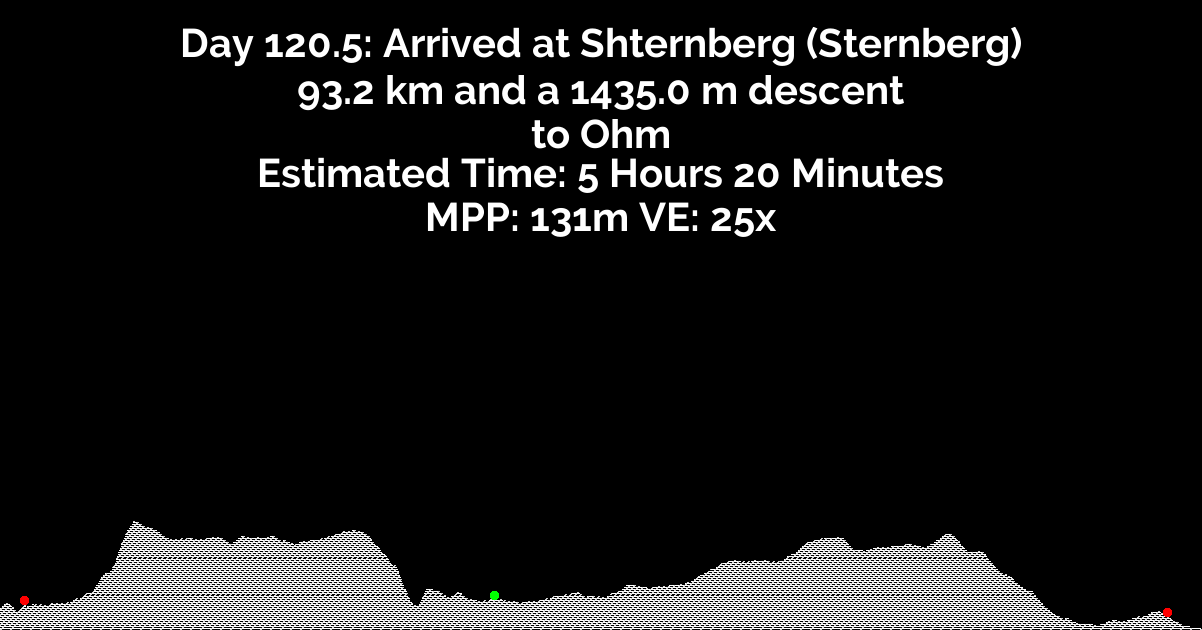 Day 120.5: Arrived at Shternberg (Sternberg)
93.2 km and a 1435.0 m descent
to Ohm
Estimated Time: 5 Hours 20 Minutes
MPP: 131m VE: 25x